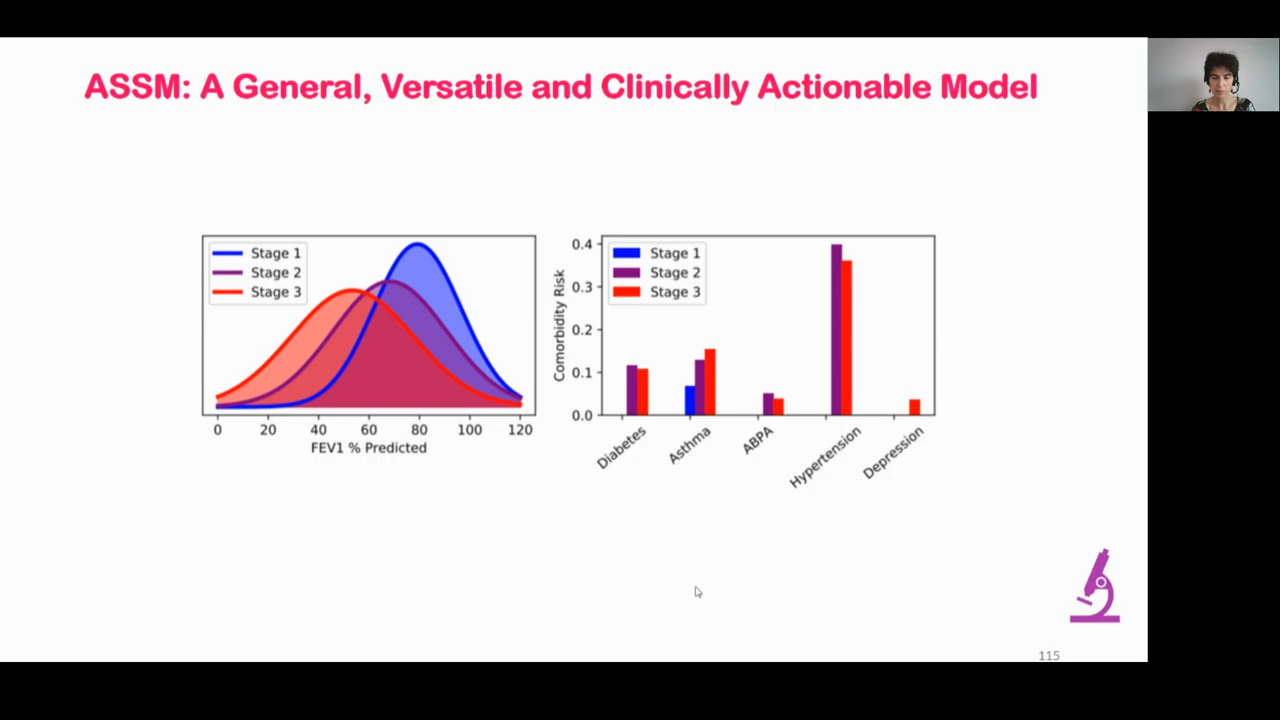 ASSM: A General, Versatile and Clinically Actionable Model
Stage 1
Stage 2
Stage 3
0 20 40 60 80 100 120
FEV1 % Predicted
Stage 1
Stage 2
Stage 3
0.4
0.3
0.2
0.1
0.0
Comorbidity Risk
Diabetes
Asthma
ABPA
Hypertension
Depression
115